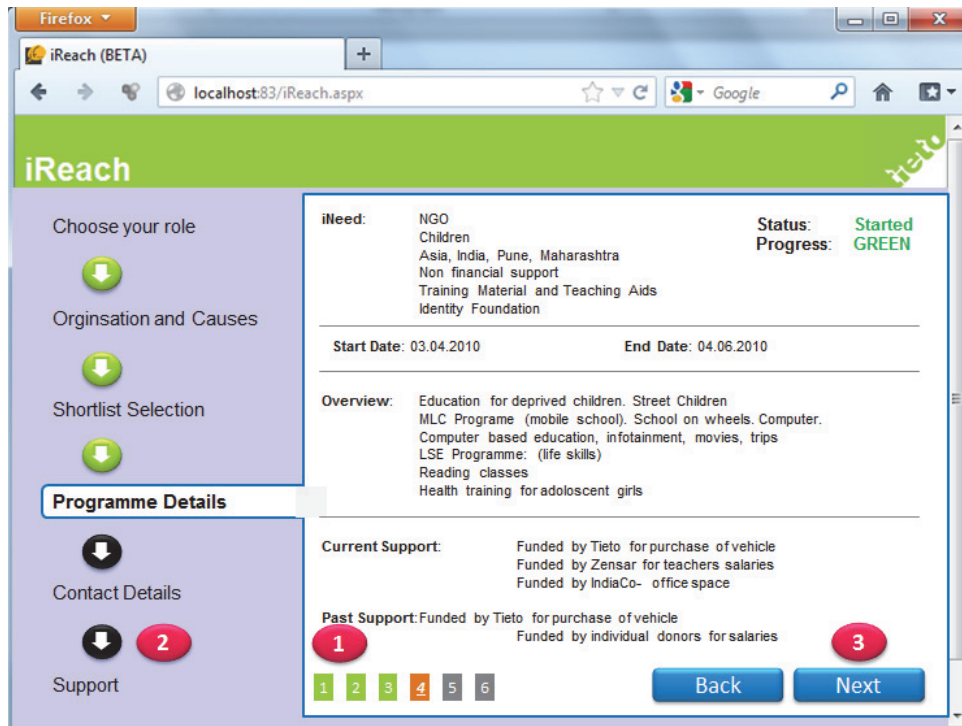 Firefox
iReach (BETA)
localhost:83/iReach.aspx
Google
iReach
Choose your role
Orginsation and Causes
Shortlist Selection
Programme Details
Contact Details
2
Support
iNeed: NGO
Children
Asia, India, Pune, Maharashtra
Non financial support
Training Material and Teaching Aids
Identity Foundation
Status: Started
Progress: GREEN
Start Date: 03.04.2010 End Date: 04.06.2010
Overview: Education for deprived children. Street Children
MLC Programe (mobile school). School on wheels. Computer.
Computer based education, infotainment, movies, trips
LSE Programme: (life skills)
Reading classes
Health training for adoloscent girls
Current Support: Funded by Tieto for purchase of vehicle
Funded by Zensar for teachers salaries
Funded by IndiaCo- office space
Past Support: Funded by Tieto for purchase of vehicle
Funded by individual donors for salaries
1
3
1 2 3 4 5 6
Back Next